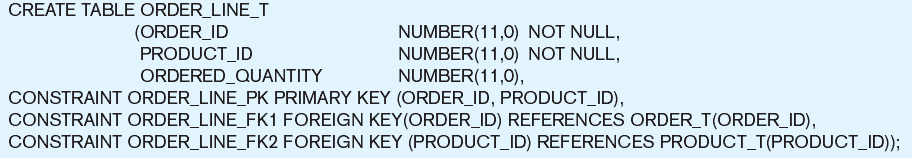 CREATE TABLE ORDER_LINE_T
(ORDER_ID NUMBER(11,0) NOT NULL,
PRODUCT_ID NUMBER(11,0) NOT NULL,
ORDERED_QUANTITY NUMBER(11,0),
CONSTRAINT ORDER_LINE_PK PRIMARY KEY (ORDER_ID, PRODUCT_ID),
CONSTRAINT ORDER_LINE_FK1 FOREIGN KEY(ORDER_ID) REFERENCES ORDER_T(ORDER_ID),
CONSTRAINT ORDER_LINE_FK2 FOREIGN KEY (PRODUCT_ID) REFERENCES PRODUCT_T(PRODUCT_ID));